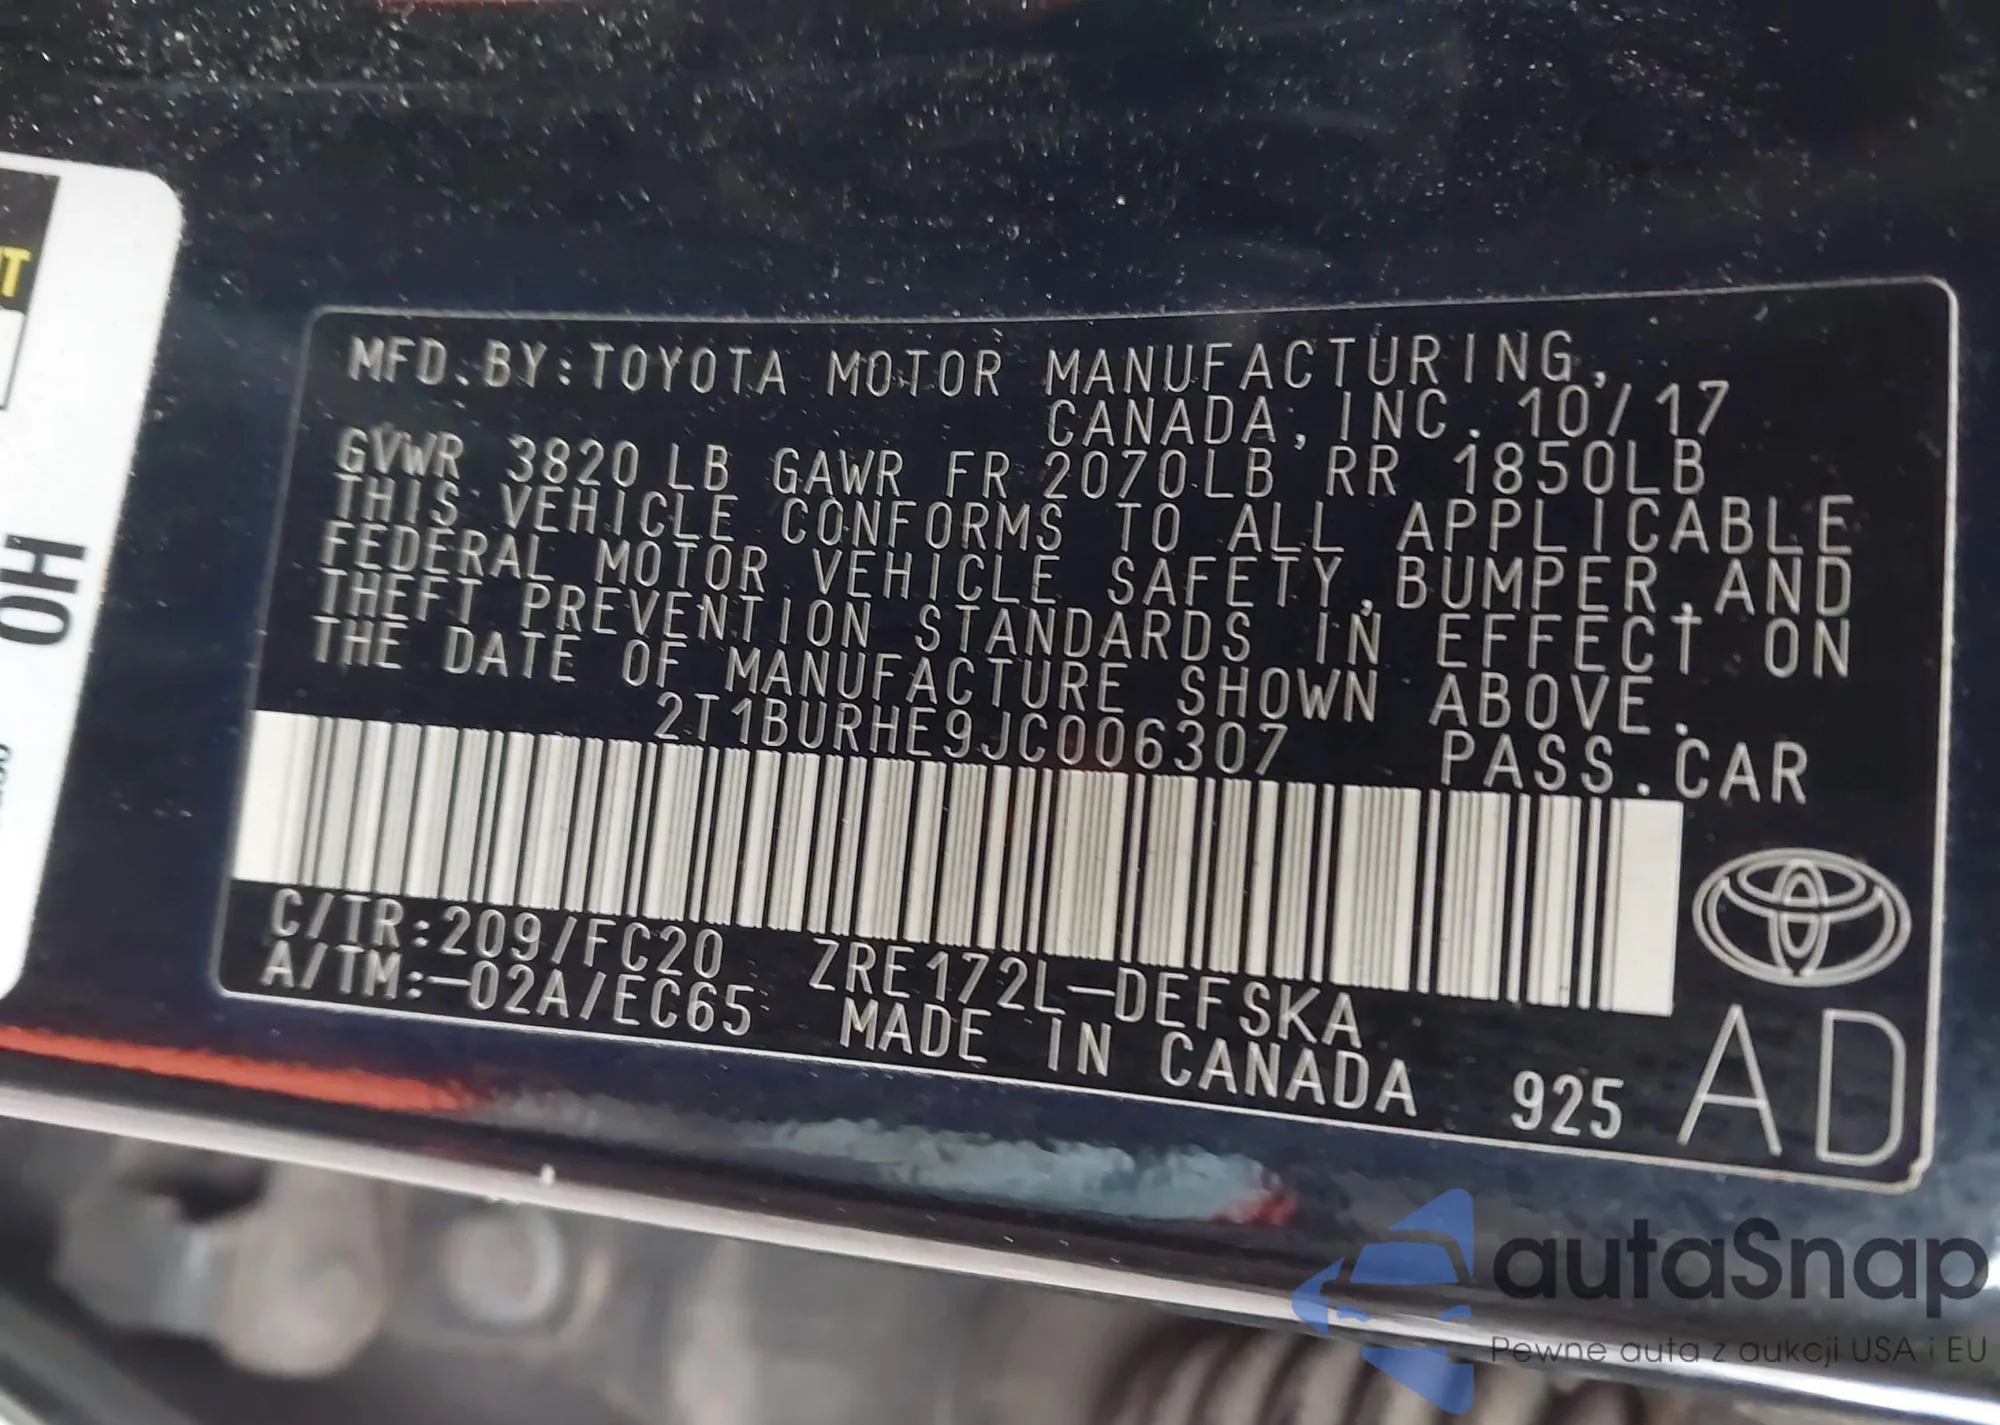 MFD.BY:TOYOTA MOTOR MANUFACTURING,
CANADA, INC. 10/17
GVWR 3820 LB GAWR FR 2070LB RR 1850LB
THIS VEHICLE CONFORMS TO ALL APPLICABLE
FEDERAL MOTOR VEHICLE SAFETY,BUMPER,AND
THEFT PREVENTION STANDARDS IN EFFECT ON
THE DATE OF MANUFACTURE SHOWN ABOVE.
2T1BURHE9JC006307 PASS.CAR
C/TR:209/FC20 ZRE172L-DEFSKA
A/TM:-02A/EC65 MADE IN CANADA 925 AD
HO
autoSnap
Pewne auta z aukcji USA i EU